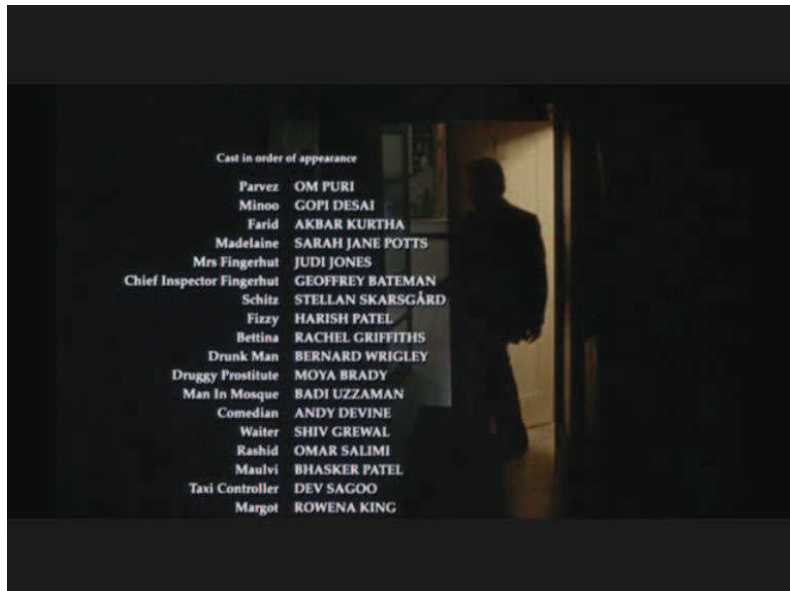 Cast in order of appearance
Parvez OM PURI
Minoo GOPI DESAI
Farid AKBAR KURTHA
Madelaine SARAH JANE POTTS
Mrs Fingerhut JUDI JONES
Chief Inspector Fingerhut GEOFFREY BATEMAN
Schitz STELLAN SKARSGÅRD
Fizzy HARISH PATEL
Bettina RACHEL GRIFFITHS
Drunk Man BERNARD WRIGLEY
Druggy Prostitute MOYA BRADY
Man In Mosque BADI UZZAMAN
Comedian ANDY DEVINE
Waiter SHIV GREWAL
Rashid OMAR SALIMI
Maulvi BHASKER PATEL
Taxi Controller DEV SAGOO
Margot ROWENA KING